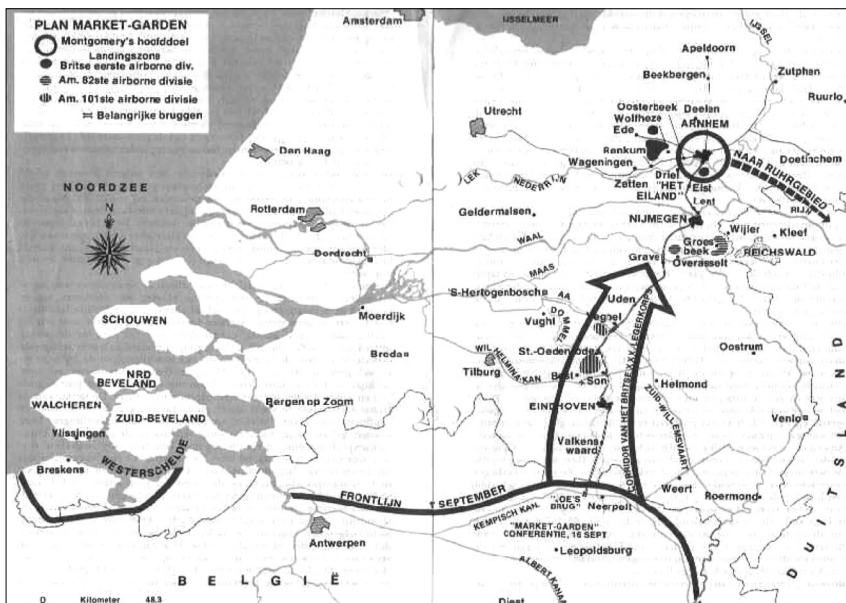 PLAN MARKET-GARDEN
Montgomery's hoofddoel
Landingszone
Britse eerste airborne div.
Am. 82ste airborne divisie
Am. 101ste airborne divisie
Belangrijke bruggen
Amsterdam
IJSSELMEER
IJSSEL
Apeldoorn
Beekbergen
Zutphen
Ruurlo
Utrecht
Deelen
Oosterbeek
ARNHEM
Wolfheze
Ede
Den Haag
Renkum
Wageningen
Doetinchem
Driel
NAAR RUHRGEBIED
Zetten
"HET
EILAND"
Elst
LEK
NEDERRIJN
Lent
NOORDZEE
N
Rotterdam
Geldermalsen
NIJMEGEN
RIJN
WAAL
Wijler
Kleef
Groes
beek
REICHSWALD
Dordrecht
Grave
Overasselt
MAAS
'S-Hertogenbosch
AA
Uden
Moerdijk
SCHOUWEN
Vught
DOMMEL
Veghel
Breda
WIL
HELMINA-KAN
St.-Oedenrode
Oostrum
Tilburg
Best
Son
Helmond
NRD
BEVELAND
WALCHEREN
Bergen op Zoom
EINDHOVEN
ZUID-BEVELAND
ZUID-WILLEMSVAART
Venlo
Vlissingen
Valkens
waard
CORRIDOR VAN HET BRITSE XXX LEGERKORPS
WESTERSCHELDE
Breskens
Weert
Roermond
FRONTLIJN
SEPTEMBER
"JOE'S
BRUG"
Neerpelt
KEMPISCH KAN.
"MARKET-GARDEN"
CONFERENTIE, 16 SEPT
Antwerpen
Leopoldsburg
DUITSLAND
BELGIË
ALBERT KANAAL
0 Kilometer 48.3
Diest